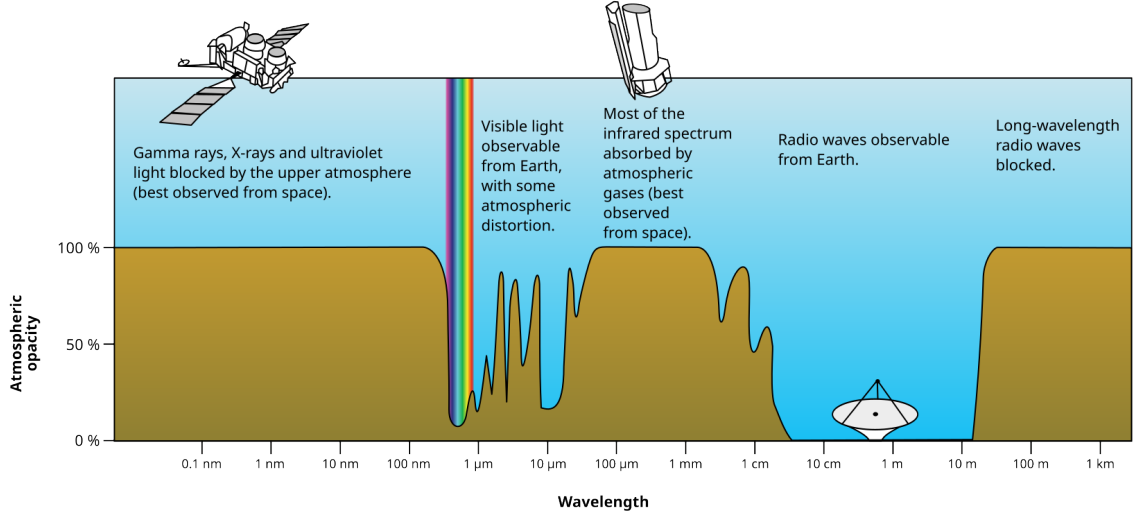 Gamma rays, X-rays and ultraviolet
light blocked by the upper atmosphere
(best observed from space).
Visible light
observable
from Earth,
with some
atmospheric
distortion.
Most of the
infrared spectrum
absorbed by
atmospheric
gases (best
observed
from space).
Radio waves observable
from Earth.
Long-wavelength
radio waves
blocked.
Atmospheric
opacity
100 %
50 %
0 %
0.1 nm
1 nm
10 nm
100 nm
1 μm
10 μm
100 μm
1 mm
1 cm
10 cm
1 m
10 m
100 m
1 km
Wavelength